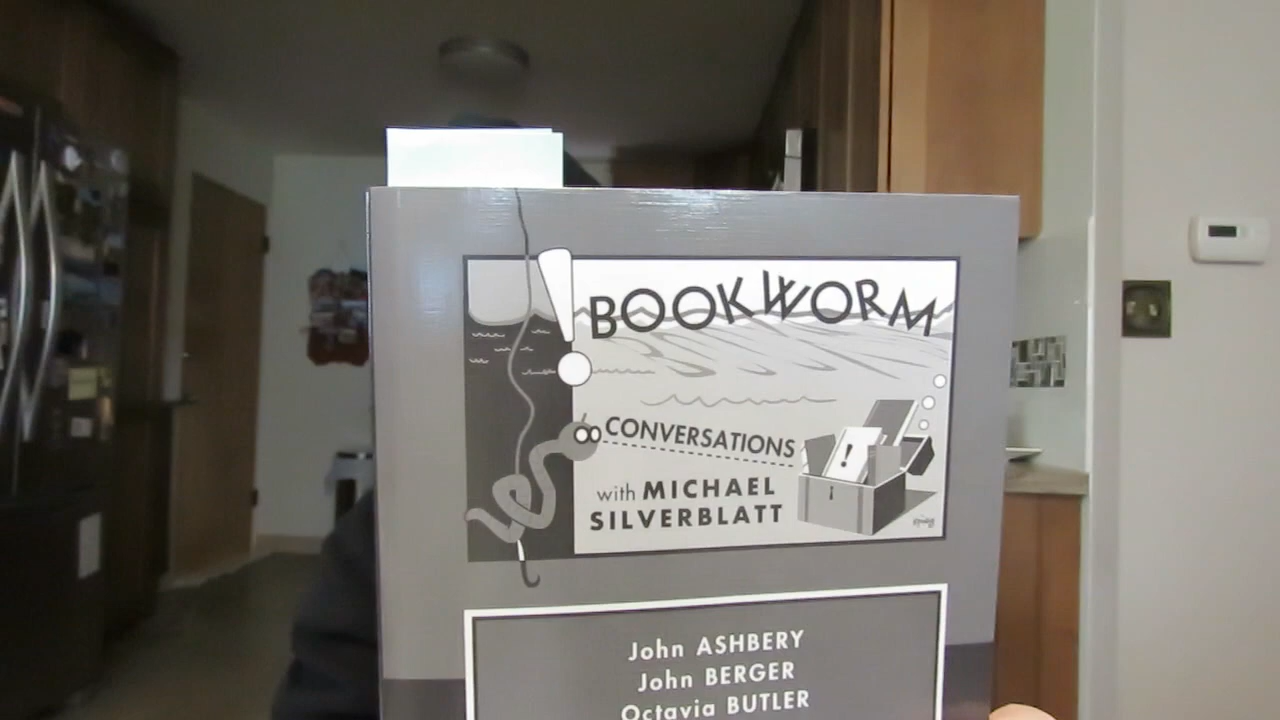 BOOKWORM
CONVERSATIONS
with MICHAEL
SILVERBLATT
John ASHBERY
John BERGER
Octavia BUTLER